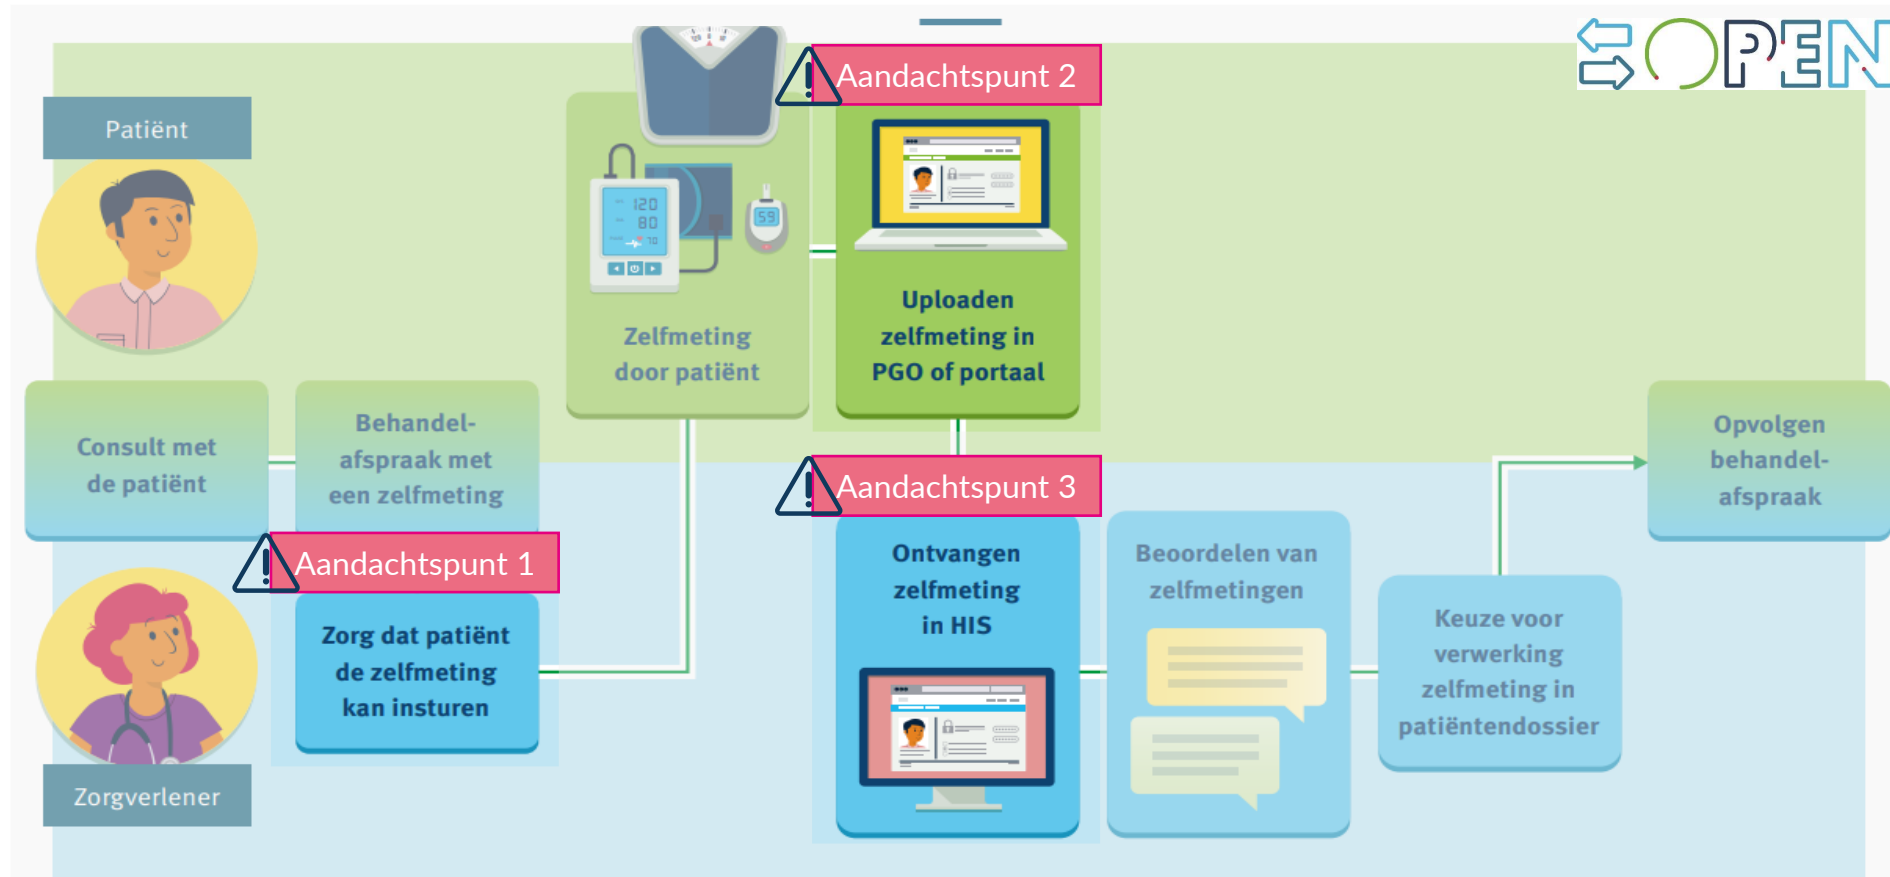 OPEN
Aandachtspunt 2
Patiënt
120
80
70
59
Uploaden
zelfmeting in
PGO of portaal
Zelfmeting
door patiënt
Consult met
de patiënt
Behandel-
afspraak met
een zelfmeting
Opvolgen
behandel-
afspraak
Aandachtspunt 3
Aandachtspunt 1
Ontvangen
zelfmeting
in HIS
Beoordelen van
zelfmetingen
Zorg dat patiënt
de zelfmeting
kan insturen
Keuze voor
verwerking
zelfmeting in
patiëntendossier
Zorgverlener